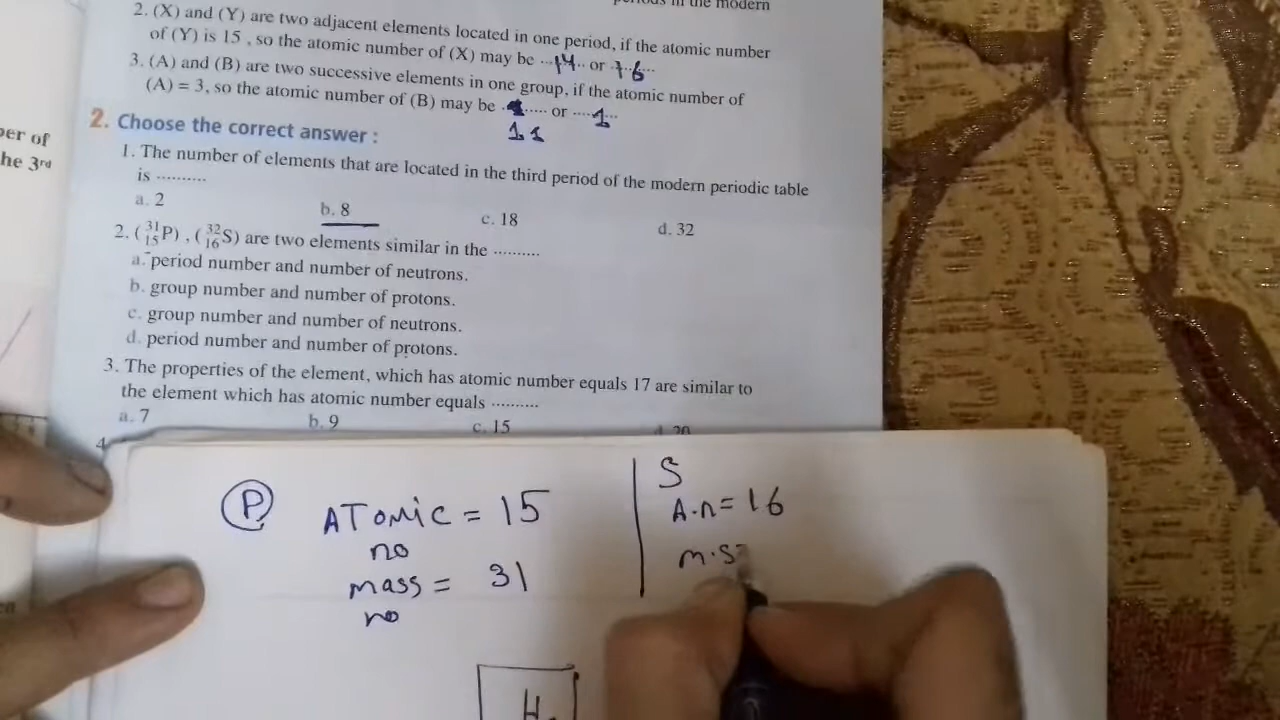 periods in the modern
2. (X) and (Y) are two adjacent elements located in one period, if the atomic number
of (Y) is 15 , so the atomic number of (X) may be ...14... or ...16...
3. (A) and (B) are two successive elements in one group, if the atomic number of
(A) = 3, so the atomic number of (B) may be ........ or ....1...
11
per of
he 3rd
2. Choose the correct answer :
1. The number of elements that are located in the third period of the modern periodic table
is ..........
a. 2 b. 8 c. 18 d. 32
2. (³¹₁₅P) , (³²₁₆S) are two elements similar in the ..........
a. period number and number of neutrons.
b. group number and number of protons.
c. group number and number of neutrons.
d. period number and number of protons.
3. The properties of the element, which has atomic number equals 17 are similar to
the element which has atomic number equals ..........
a. 7 b. 9 c. 15 d. 20
4.
P ATomic = 15
no
mass = 31
no
S
A.n = 16
m.s=
H